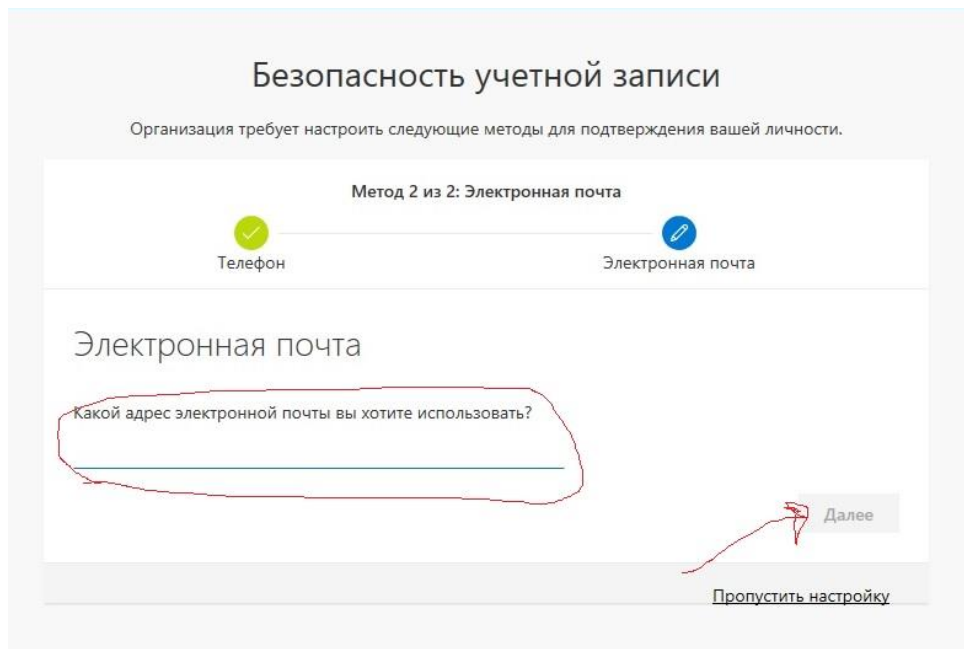 Безопасность учетной записи
Организация требует настроить следующие методы для подтверждения вашей личности.
Метод 2 из 2: Электронная почта
Телефон
Электронная почта
Электронная почта
Какой адрес электронной почты вы хотите использовать?
Далее
Пропустить настройку